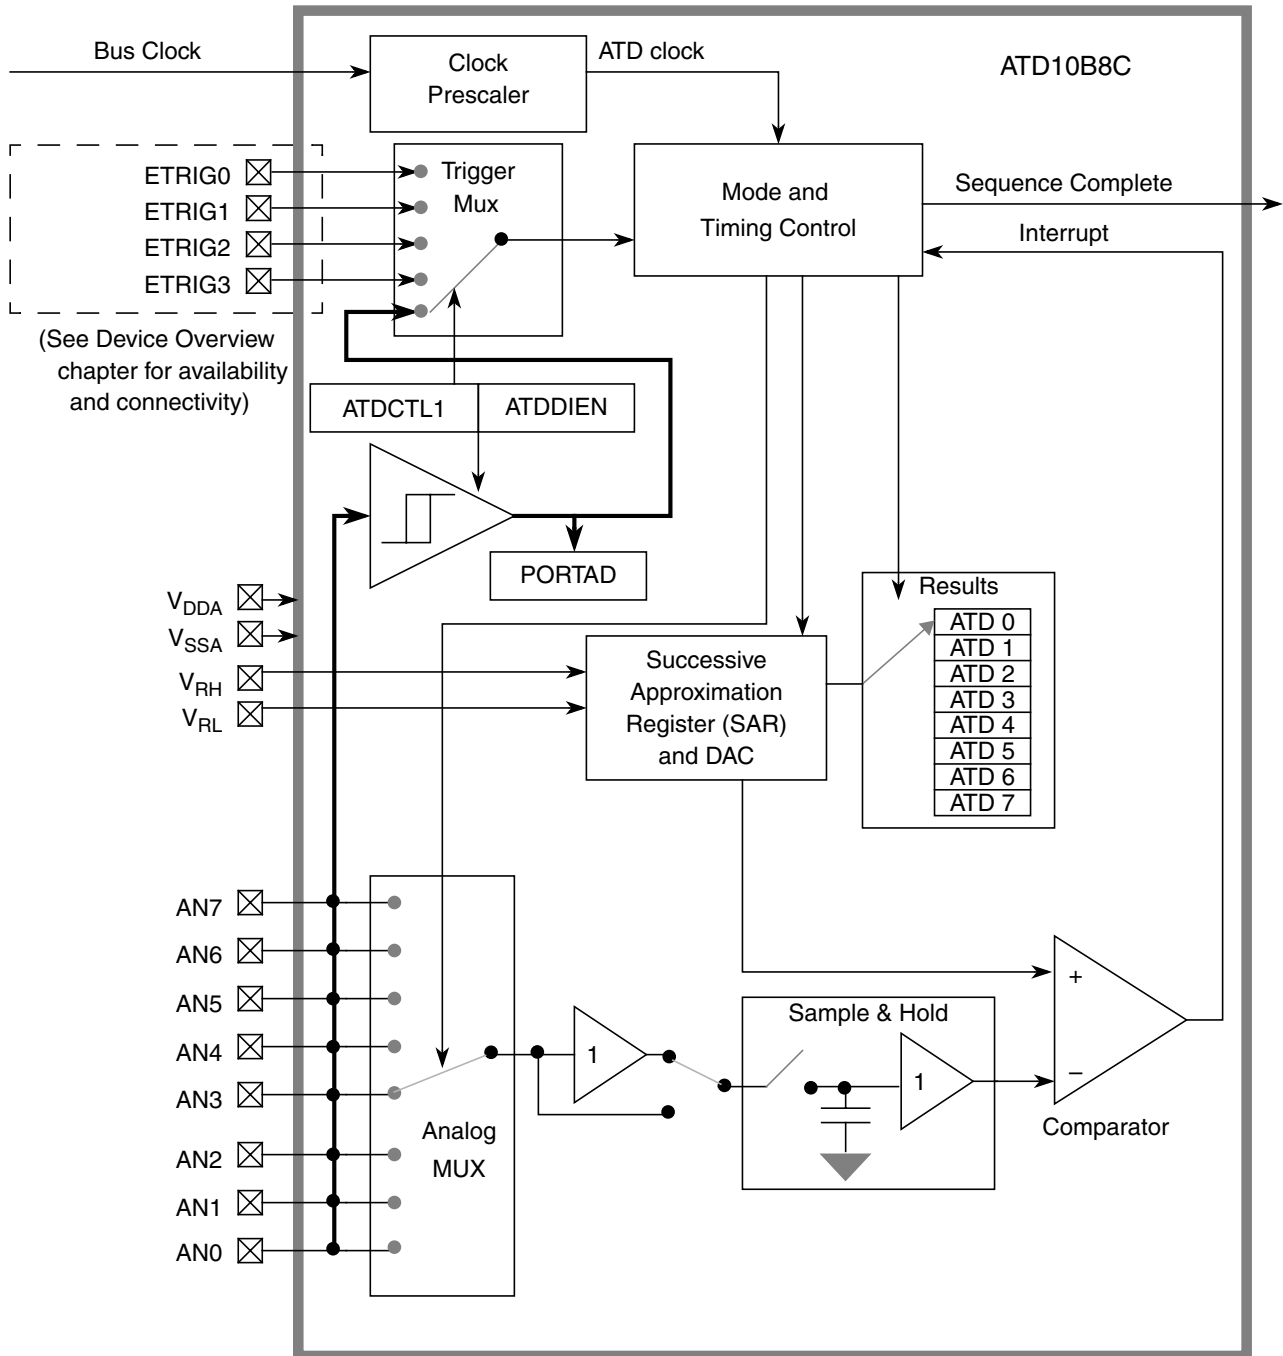 Bus Clock
Clock
Prescaler
ATD clock
ATD10B8C
ETRIG0
ETRIG1
ETRIG2
ETRIG3
(See Device Overview
chapter for availability
and connectivity)
Trigger
Mux
Mode and
Timing Control
Sequence Complete
Interrupt
ATDCTL1
ATDDIEN
PORTAD
VDDA
VSSA
VRH
VRL
Successive
Approximation
Register (SAR)
and DAC
Results
ATD 0
ATD 1
ATD 2
ATD 3
ATD 4
ATD 5
ATD 6
ATD 7
AN7
AN6
AN5
AN4
AN3
AN2
AN1
AN0
Analog
MUX
1
Sample & Hold
1
+
−
Comparator